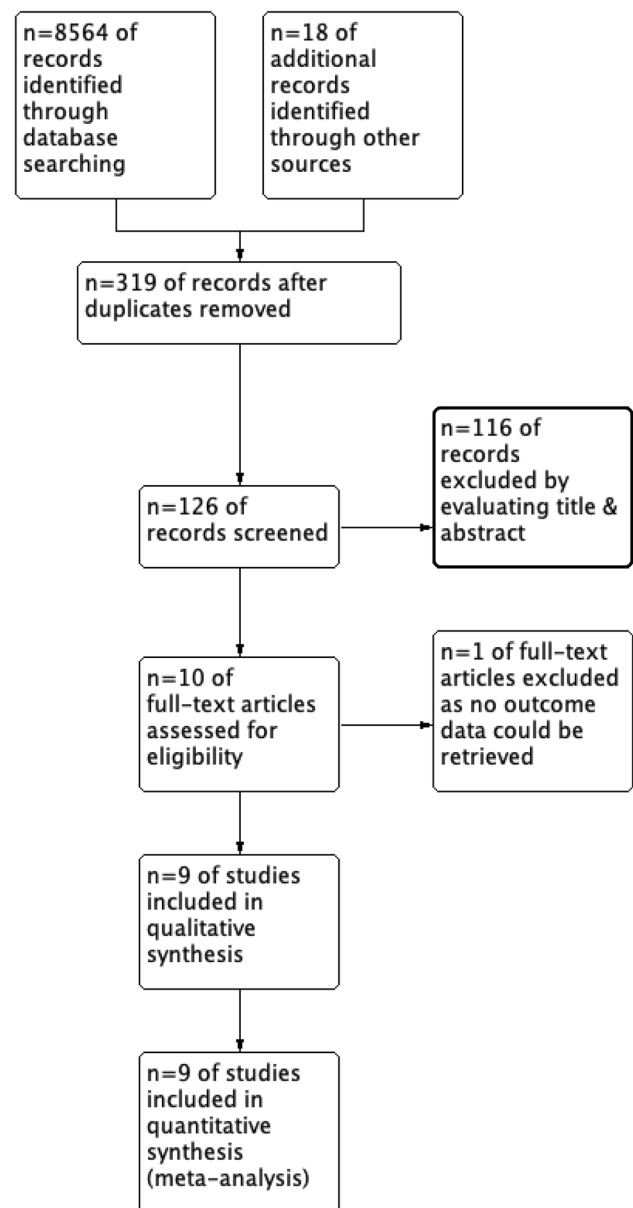 n=8564 of
records
identified
through
database
searching
n=18 of
additional
records
identified
through other
sources
n=319 of records after
duplicates removed
n=116 of
records
excluded by
evaluating title &
abstract
n=126 of
records screened
n=10 of
full-text articles
assessed for
eligibility
n=1 of full-text
articles excluded
as no outcome
data could be
retrieved
n=9 of studies
included in
qualitative
synthesis
n=9 of studies
included in
quantitative
synthesis
(meta-analysis)